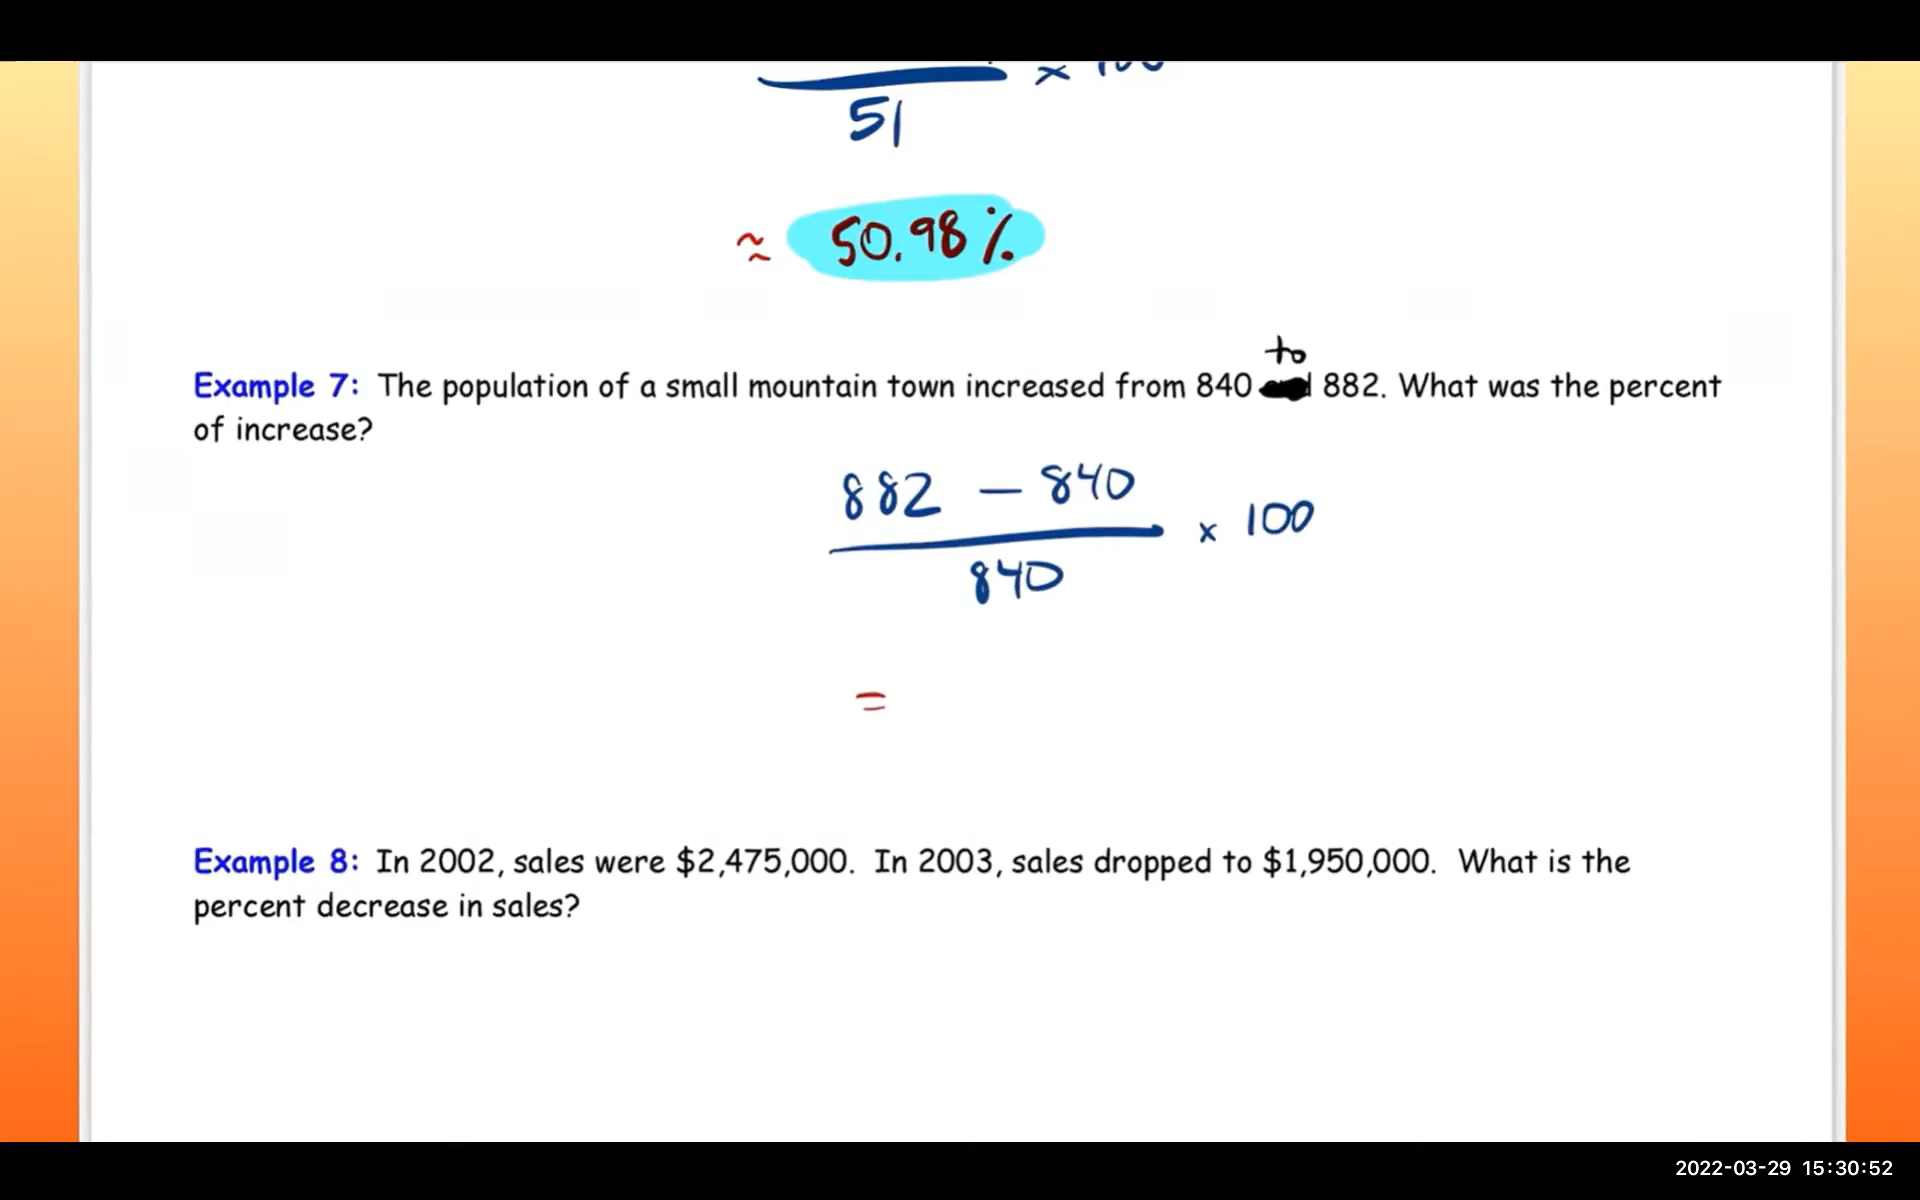 × 100
51
≈ 50.98%
to
Example 7: The population of a small mountain town increased from 840 882. What was the percent
of increase?
882 - 840
× 100
840
=
Example 8: In 2002, sales were $2,475,000. In 2003, sales dropped to $1,950,000. What is the
percent decrease in sales?
2022-03-29 15:30:52